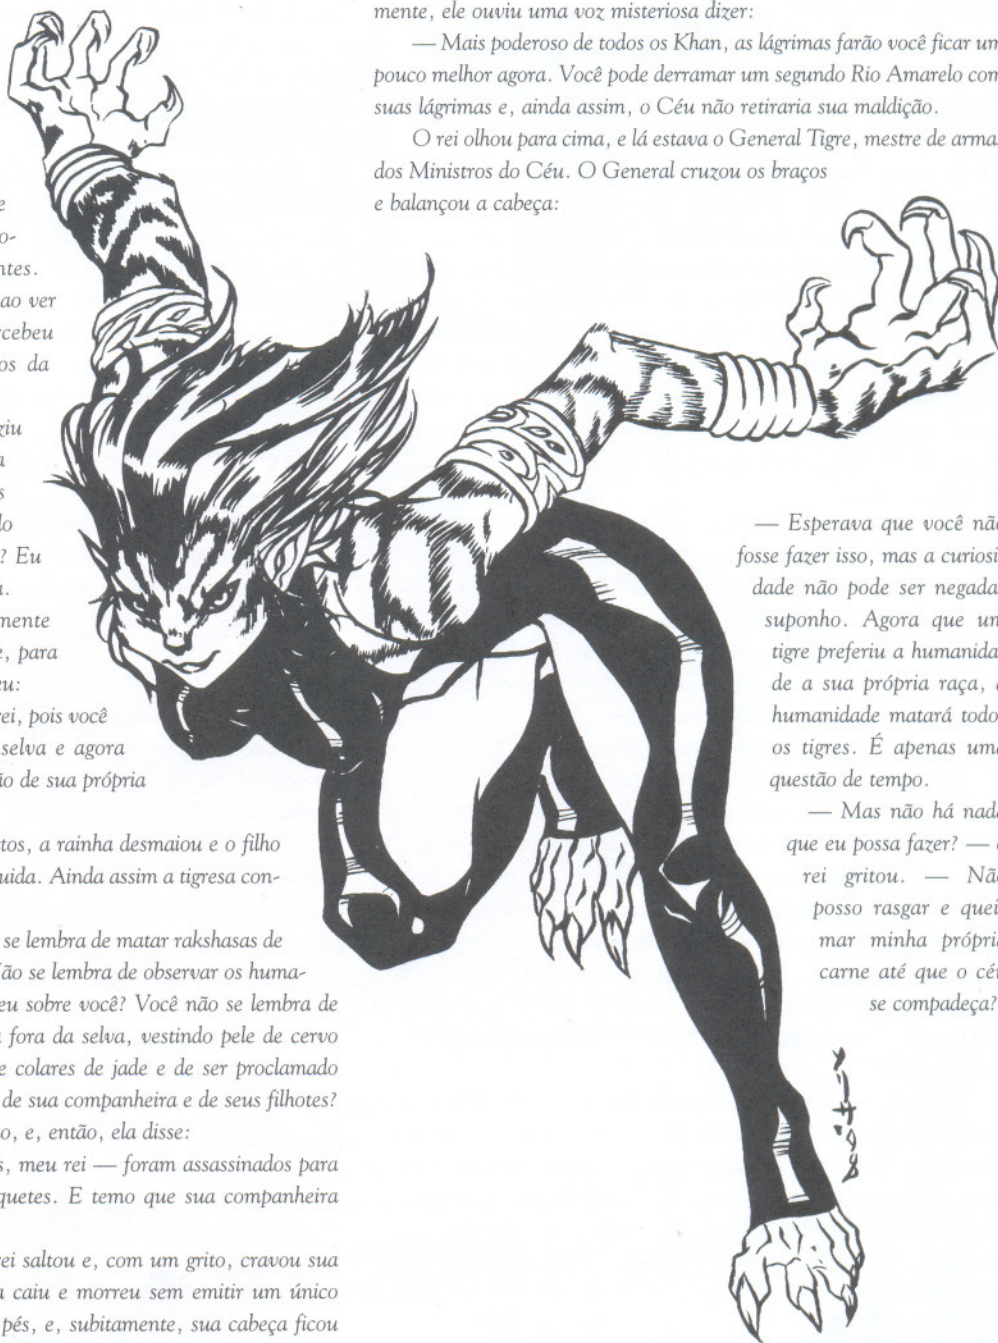 e
o-
ntes.
ao ver
rcebeu
os da
ziu
a
s
lo
? Eu
mente
e, para
eu:
rei, pois você
selva e agora
ão de sua própria
tos, a rainha desmaiou e o filho
uida. Ainda assim a tigresa con-
se lembra de matar rakshasas de
ão se lembra de observar os huma-
eu sobre você? Você não se lembra de
fora da selva, vestindo pele de cervo
e colares de jade e de ser proclamado
de sua companheira e de seus filhotes?
o, e, então, ela disse:
s, meu rei — foram assassinados para
quetes. E temo que sua companheira
rei saltou e, com um grito, cravou sua
a caiu e morreu sem emitir um único
pés, e, subitamente, sua cabeça ficou
mente, ele ouviu uma voz misteriosa dizer:
— Mais poderoso de todos os Khan, as lágrimas farão você ficar um
pouco melhor agora. Você pode derramar um segundo Rio Amarelo com
suas lágrimas e, ainda assim, o Céu não retiraria sua maldição.
O rei olhou para cima, e lá estava o General Tigre, mestre de arma
dos Ministros do Céu. O General cruzou os braços
e balançou a cabeça:
— Esperava que você não
fosse fazer isso, mas a curiosi
dade não pode ser negada
suponho. Agora que um
tigre preferiu a humanida
de a sua própria raça, a
humanidade matará todo
os tigres. É apenas uma
questão de tempo.
— Mas não há nada
que eu possa fazer? — o
rei gritou. — Não
posso rasgar e quei
mar minha própria
carne até que o céu
se compadeça?